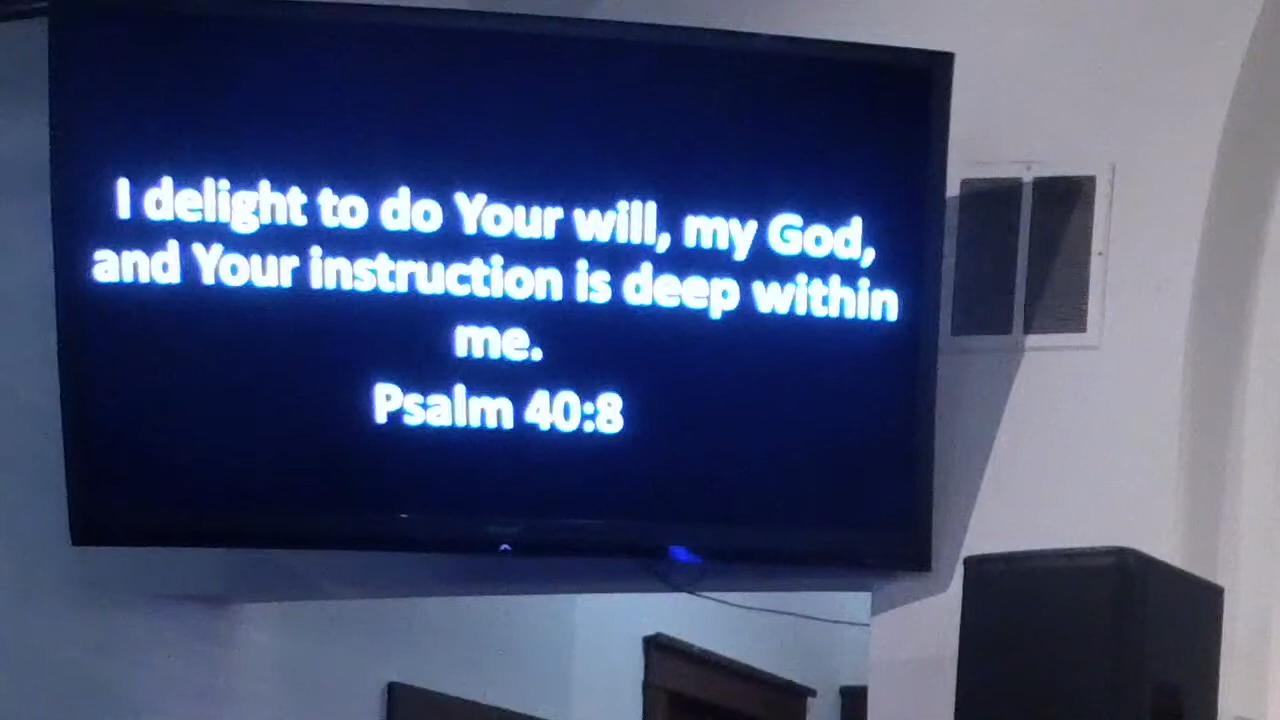 I delight to do Your will, my God,
and Your instruction is deep within
me.
Psalm 40:8